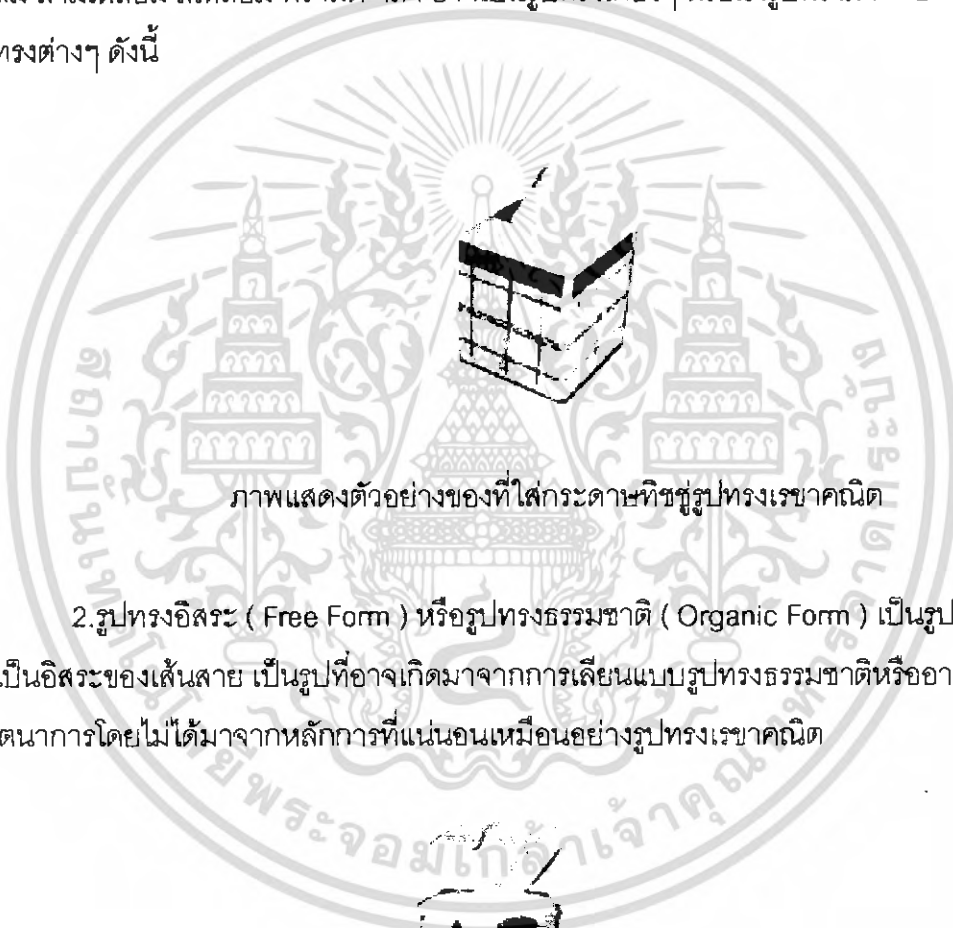 ทรงต่างๆ ดังนี้
ภาพแสดงตัวอย่างของที่ใส่กระดาษทิชชู่รูปทรงเรขาคณิต
2.รูปทรงอิสระ ( Free Form ) หรือรูปทรงธรรมชาติ ( Organic Form ) เป็นรูป
เป็นอิสระของเส้นสาย เป็นรูปที่อาจเกิดมาจากการเลียนแบบรูปทรงธรรมชาติหรืออา
ตนาการโดยไม่ได้มาจากหลักการที่แน่นอนเหมือนอย่างรูปทรงเรขาคณิต